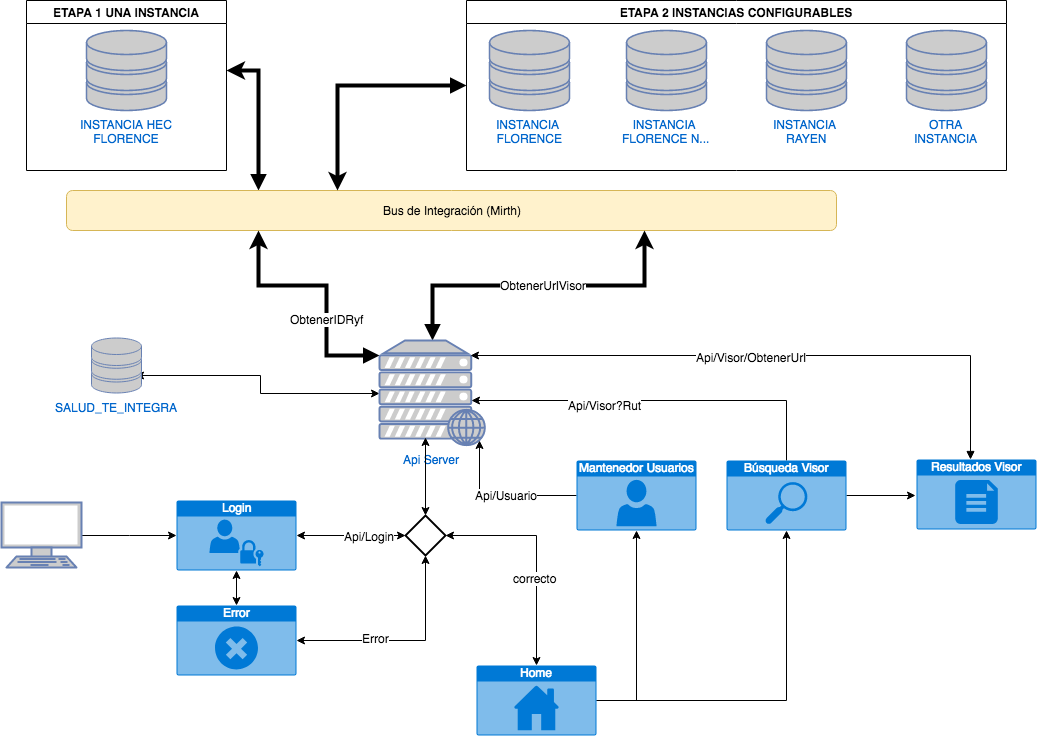 ETAPA 1 UNA INSTANCIA
ETAPA 2 INSTANCIAS CONFIGURABLES
INSTANCIA HEC
FLORENCE
INSTANCIA
FLORENCE
INSTANCIA
FLORENCE N...
INSTANCIA
RAYEN
OTRA
INSTANCIA
Bus de Integración (Mirth)
ObtenerUrlVisor
ObtenerIDRyf
Api/Visor/ObtenerUrl
SALUD_TE_INTEGRA
Api/Visor?Rut
Api Server
Mantenedor Usuarios
Búsqueda Visor
Resultados Visor
Api/Usuario
Login
Api/Login
correcto
Error
Error
Home